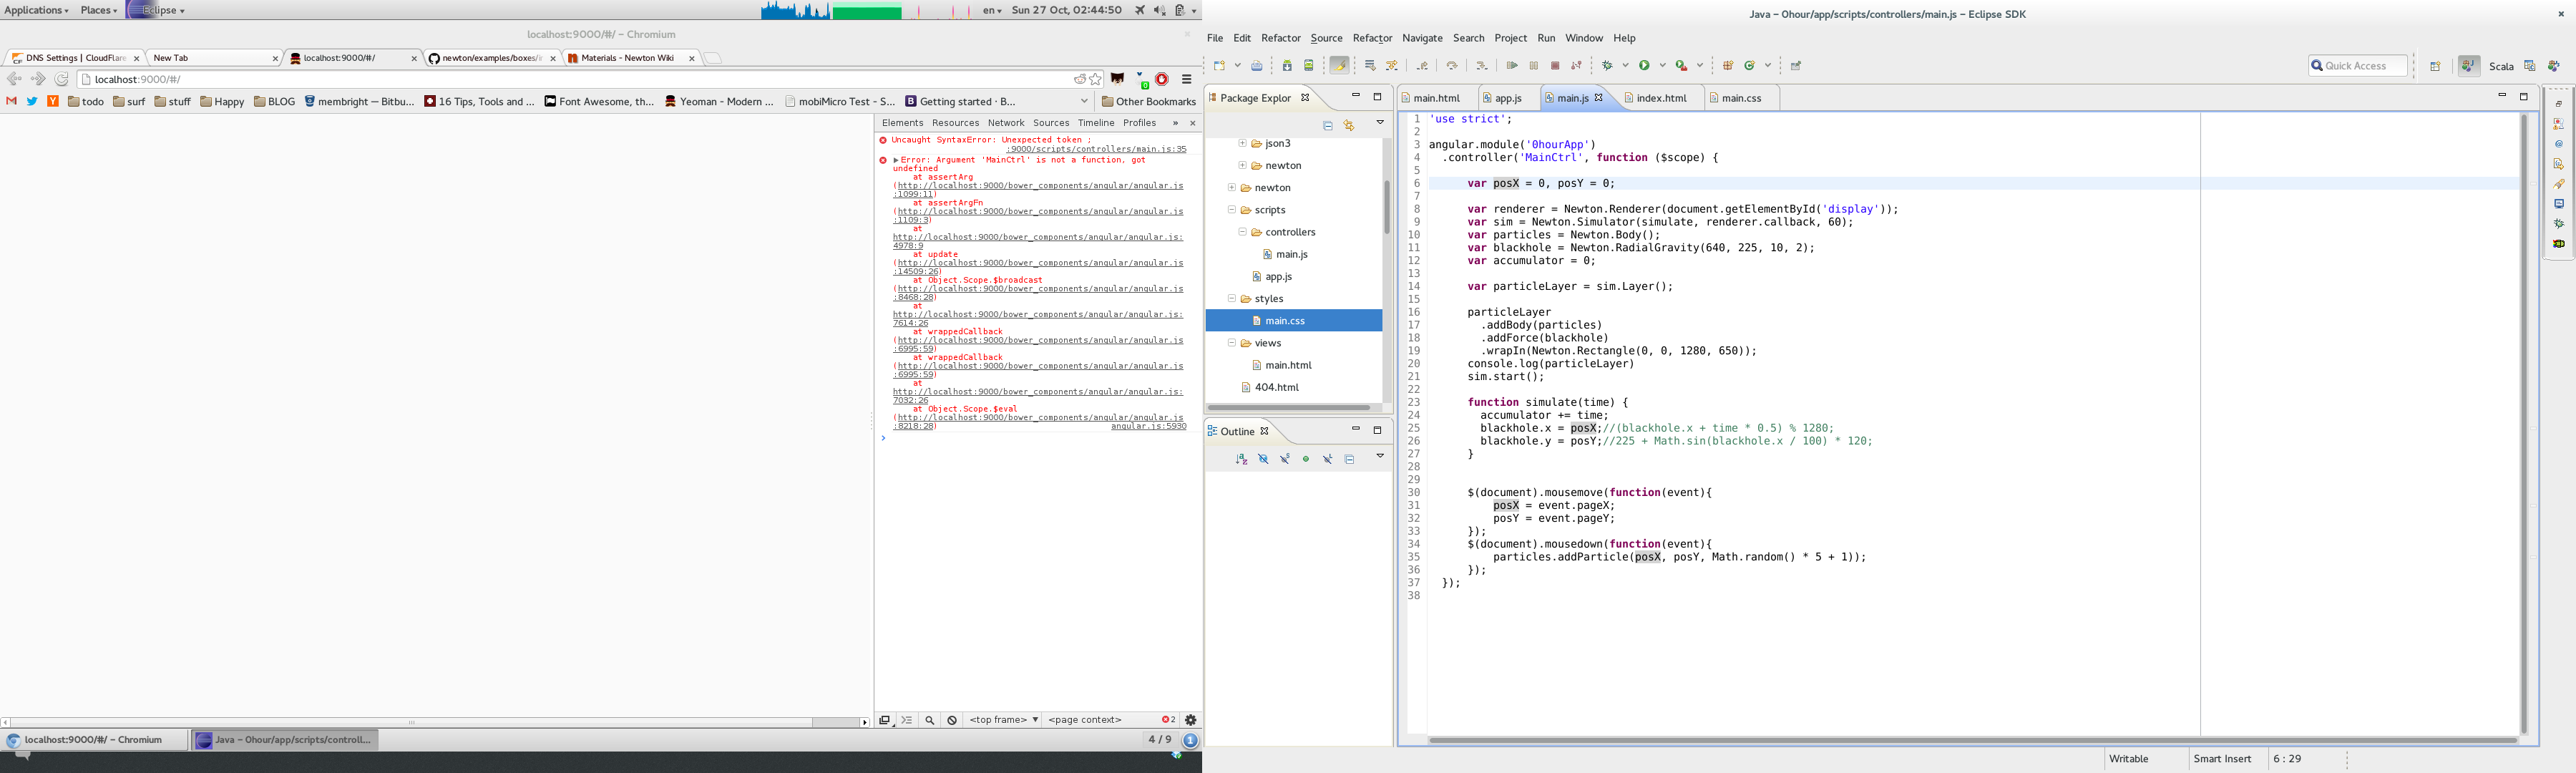 Applications Places Eclipse en Sun 27 Oct, 02:44:50
localhost:9000/#/ – Chromium
DNS Settings | CloudFlare New Tab localhost:9000/#/ newton/examples/boxes/ir Materials - Newton Wiki
localhost:9000/#/
todo surf stuff Happy BLOG membright — Bitbu... 16 Tips, Tools and ... Font Awesome, th... Yeoman - Modern ... mobiMicro Test - S... Getting started · B... Other Bookmarks
Elements Resources Network Sources Timeline Profiles »
Uncaught SyntaxError: Unexpected token ;
:9000/scripts/controllers/main.js:35
Error: Argument 'MainCtrl' is not a function, got
undefined
at assertArg
(http://localhost:9000/bower_components/angular/angular.js
:1099:11)
at assertArgFn
(http://localhost:9000/bower_components/angular/angular.js
:1109:3)
at
http://localhost:9000/bower_components/angular/angular.js:
4978:9
at update
(http://localhost:9000/bower_components/angular/angular.js
:14509:26)
at Object.Scope.$broadcast
(http://localhost:9000/bower_components/angular/angular.js
:8468:28)
at
http://localhost:9000/bower_components/angular/angular.js:
7614:26
at wrappedCallback
(http://localhost:9000/bower_components/angular/angular.js
:6995:59)
at wrappedCallback
(http://localhost:9000/bower_components/angular/angular.js
:6995:59)
at
http://localhost:9000/bower_components/angular/angular.js:
7032:26
at Object.Scope.$eval
(http://localhost:9000/bower_components/angular/angular.js
:8218:28) angular.js:5930
<top frame> <page context> 2
localhost:9000/#/ – Chromium Java – 0hour/app/scripts/controll... 4 / 9 1
Java – 0hour/app/scripts/controllers/main.js – Eclipse SDK
File Edit Refactor Source Refactor Navigate Search Project Run Window Help
Quick Access Scala
Package Explor
json3
newton
newton
scripts
controllers
main.js
app.js
styles
main.css
views
main.html
404.html
Outline
main.html app.js main.js index.html main.css
1 'use strict';
2
3 angular.module('0hourApp')
4 .controller('MainCtrl', function ($scope) {
5
6 var posX = 0, posY = 0;
7
8 var renderer = Newton.Renderer(document.getElementById('display'));
9 var sim = Newton.Simulator(simulate, renderer.callback, 60);
10 var particles = Newton.Body();
11 var blackhole = Newton.RadialGravity(640, 225, 10, 2);
12 var accumulator = 0;
13
14 var particleLayer = sim.Layer();
15
16 particleLayer
17 .addBody(particles)
18 .addForce(blackhole)
19 .wrapIn(Newton.Rectangle(0, 0, 1280, 650));
20 console.log(particleLayer)
21 sim.start();
22
23 function simulate(time) {
24 accumulator += time;
25 blackhole.x = posX;//(blackhole.x + time * 0.5) % 1280;
26 blackhole.y = posY;//225 + Math.sin(blackhole.x / 100) * 120;
27 }
28
29
30 $(document).mousemove(function(event){
31 posX = event.pageX;
32 posY = event.pageY;
33 });
34 $(document).mousedown(function(event){
35 particles.addParticle(posX, posY, Math.random() * 5 + 1));
36 });
37 });
38
Writable Smart Insert 6 : 29